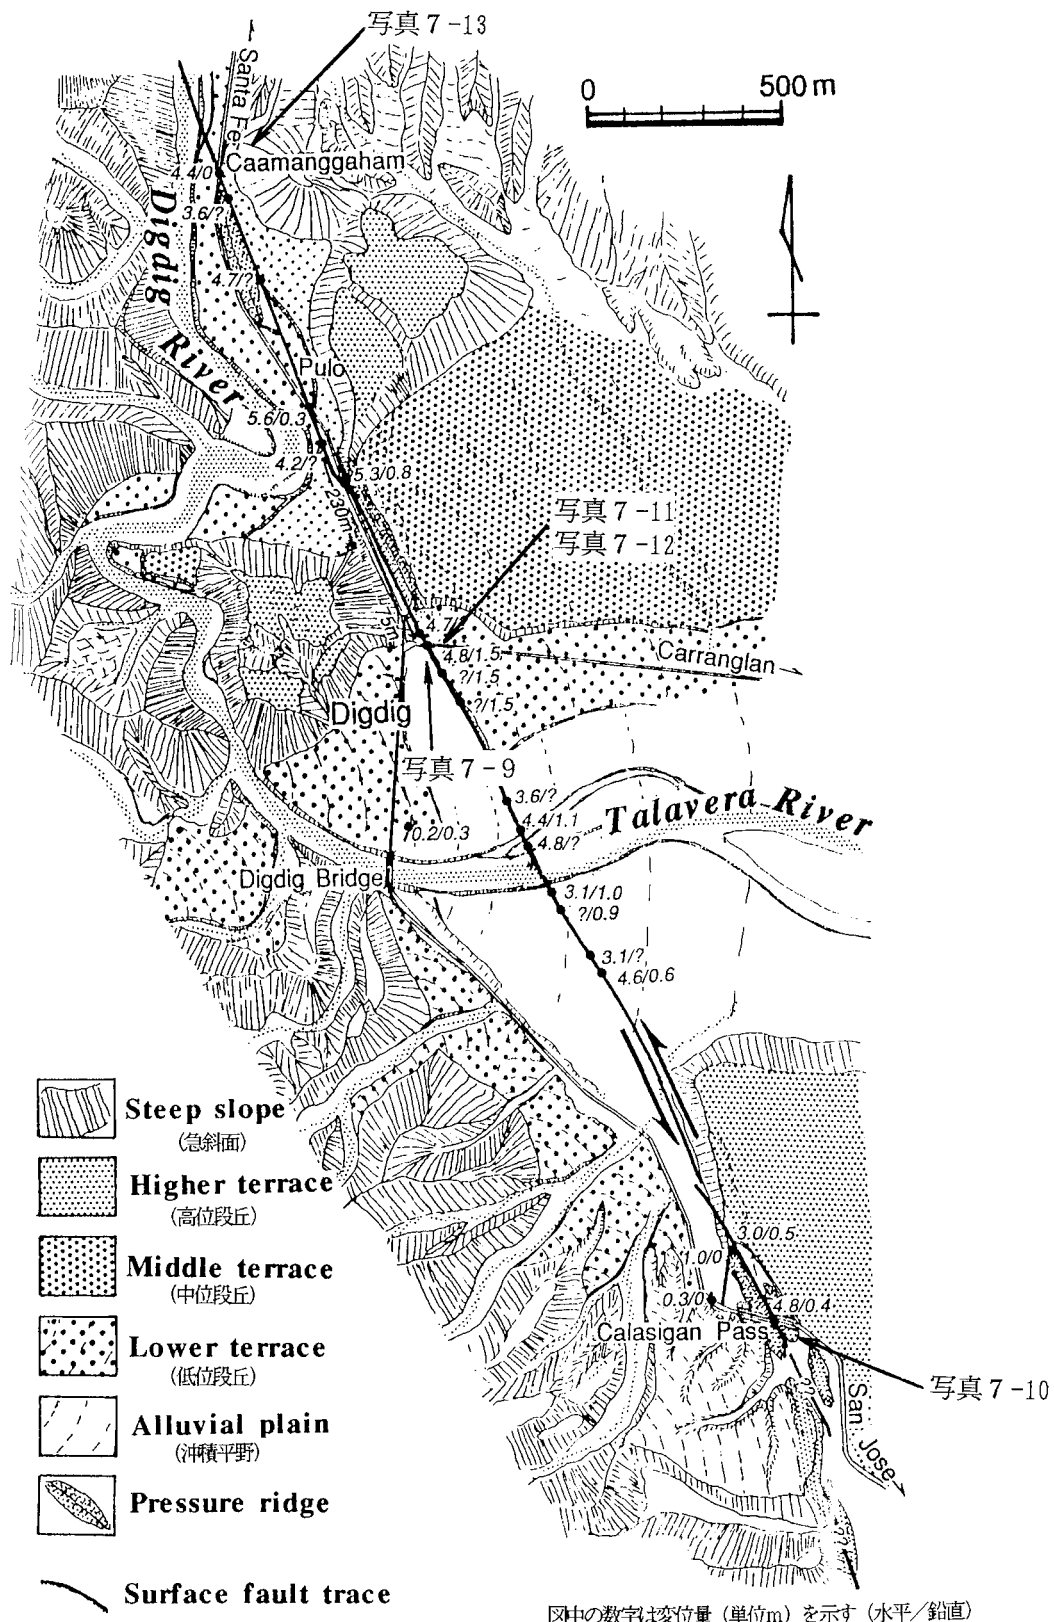 写真 7-13
Santa Fe
0 500 m
Caamanggaham
4.4/0
3.6/?
Digdig River
4.7/?
Pulo
5.6/0.3
4.2/?
5.3/0.8
230m
写真 7-11
写真 7-12
4.7/
4.8/1.5
Carranglan
?/1.5
?/1.5
Digdig
写真 7-9
3.6/?
4.4/1.1
0.2/0.3
4.8/?
Talavera River
Digdig Bridge
3.1/1.0
?/0.9
3.1/?
4.6/0.6
3.0/0.5
1.0/0
0.3/0
4.8/0.4
Calasigan Pass
写真 7-10
San Jose
Steep slope
(急斜面)
Higher terrace
(高位段丘)
Middle terrace
(中位段丘)
Lower terrace
(低位段丘)
Alluvial plain
(沖積平野)
Pressure ridge
Surface fault trace
図中の数字は変位量 (単位m) を示す (水平/鉛直)